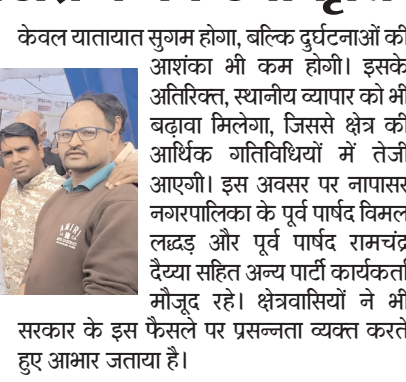 केवल यातायात सुगम होगा, बल्कि दुर्घटनाओं की
आशंका भी कम होगी। इसके
अतिरिक्त, स्थानीय व्यापार को भी
बढ़ावा मिलेगा, जिससे क्षेत्र की
आर्थिक गतिविधियों में तेजी
आएगी। इस अवसर पर नापासर
नगरपालिका के पूर्व पार्षद विमल
लद्धड़ और पूर्व पार्षद रामचंद्र
दैय्या सहित अन्य पार्टी कार्यकर्ता
मौजूद रहे। क्षेत्रवासियों ने भी
सरकार के इस फैसले पर प्रसन्नता व्यक्त करते
हुए आभार जताया है।